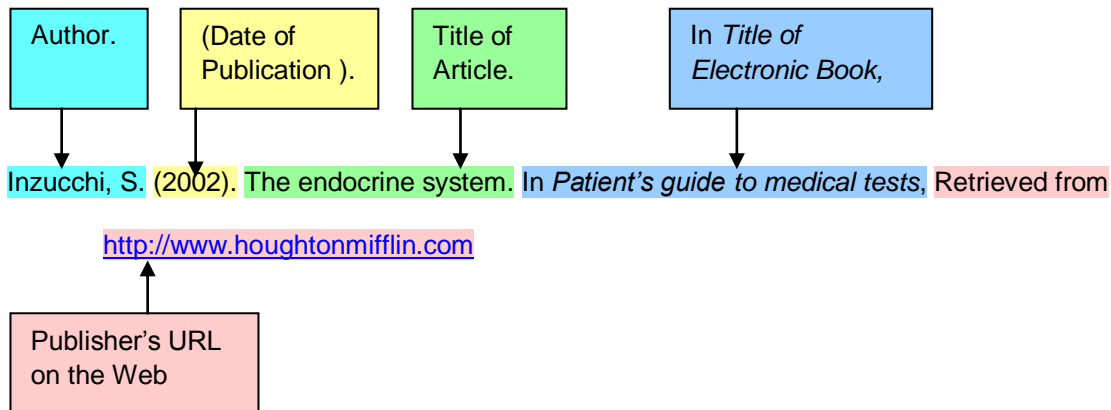 Author.
(Date of
Publication ).
Title of
Article.
In Title of
Electronic Book,
Inzucchi, S. (2002). The endocrine system. In Patient’s guide to medical tests, Retrieved from
http://www.houghtonmifflin.com
Publisher’s URL
on the Web